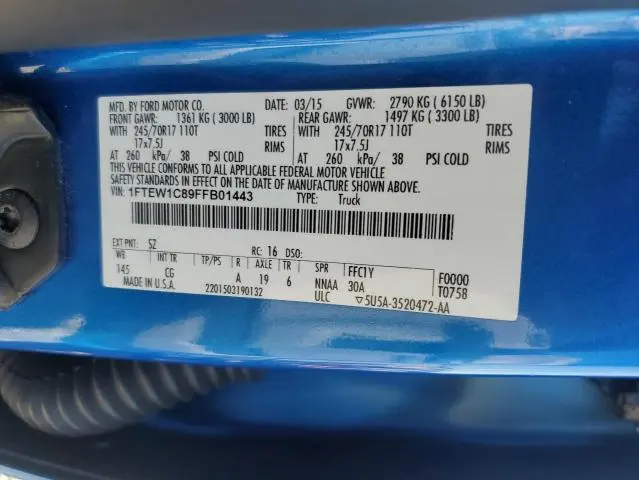 MFD. BY FORD MOTOR CO. DATE: 03/15 GVWR: 2790 KG ( 6150 LB)
FRONT GAWR: 1361 KG ( 3000 LB) REAR GAWR: 1497 KG ( 3300 LB)
WITH 245/70R17 110T TIRES WITH 245/70R17 110T TIRES
17x7.5J RIMS 17x7.5J RIMS
AT 260 kPa/ 38 PSI COLD AT 260 kPa/ 38 PSI COLD
THIS VEHICLE CONFORMS TO ALL APPLICABLE FEDERAL MOTOR VEHICLE
SAFETY STANDARDS IN EFFECT ON THE DATE OF MANUFACTURE SHOWN ABOVE.
VIN: 1FTEW1C89FFB01443 TYPE: Truck
EXT PNT: SZ RC: 16 DSO:
WB INT TR TP/PS R AXLE TR SPR FFC1Y F0000
145 CG A 19 6 NNAA 30A T0758
MADE IN U.S.A. 2201503190132 ULC ▽5U5A-3520472-AA